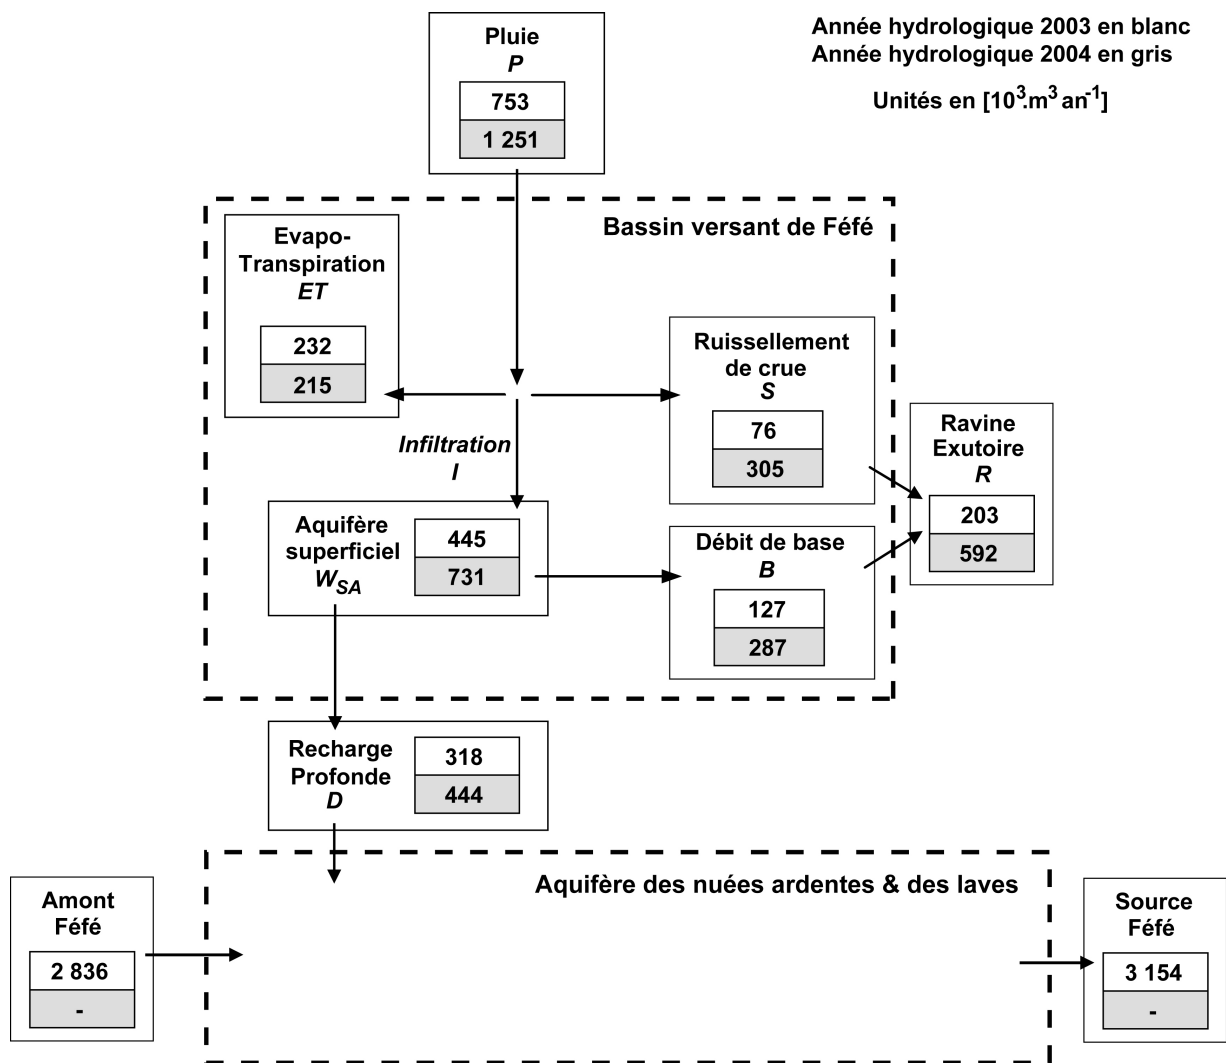 Pluie
P
753
1 251
Année hydrologique 2003 en blanc
Année hydrologique 2004 en gris
Unités en [10³.m³ an⁻¹]
Bassin versant de Féfé
Evapo-
Transpiration
ET
232
215
Ruissellement
de crue
S
76
305
Ravine
Exutoire
R
203
592
Infiltration
I
Aquifère
superficiel
W_SA
445
731
Débit de base
B
127
287
Recharge
Profonde
D
318
444
Aquifère des nuées ardentes & des laves
Amont
Féfé
2 836
-
Source
Féfé
3 154
-